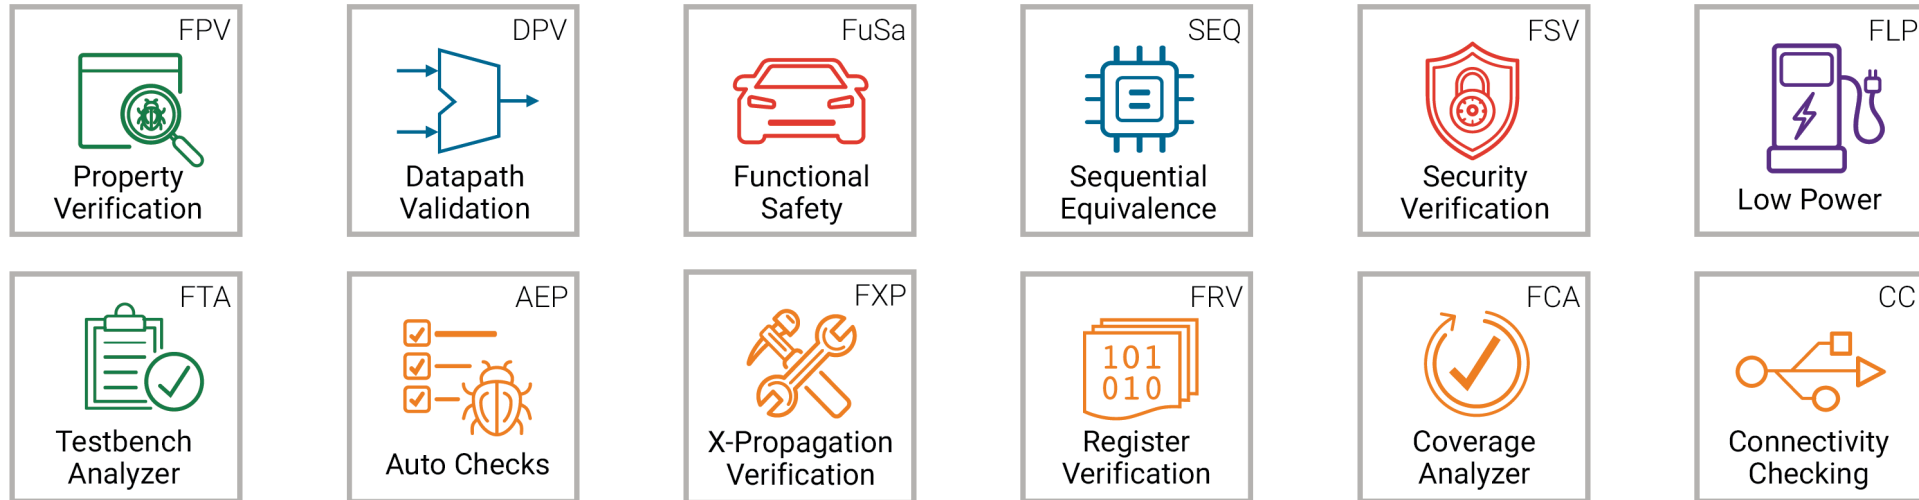 FPV
Property
Verification
DPV
Datapath
Validation
FuSa
Functional
Safety
SEQ
Sequential
Equivalence
FSV
Security
Verification
FLP
Low Power
FTA
Testbench
Analyzer
AEP
Auto Checks
FXP
X-Propagation
Verification
FRV
101
010
Register
Verification
FCA
Coverage
Analyzer
CC
Connectivity
Checking